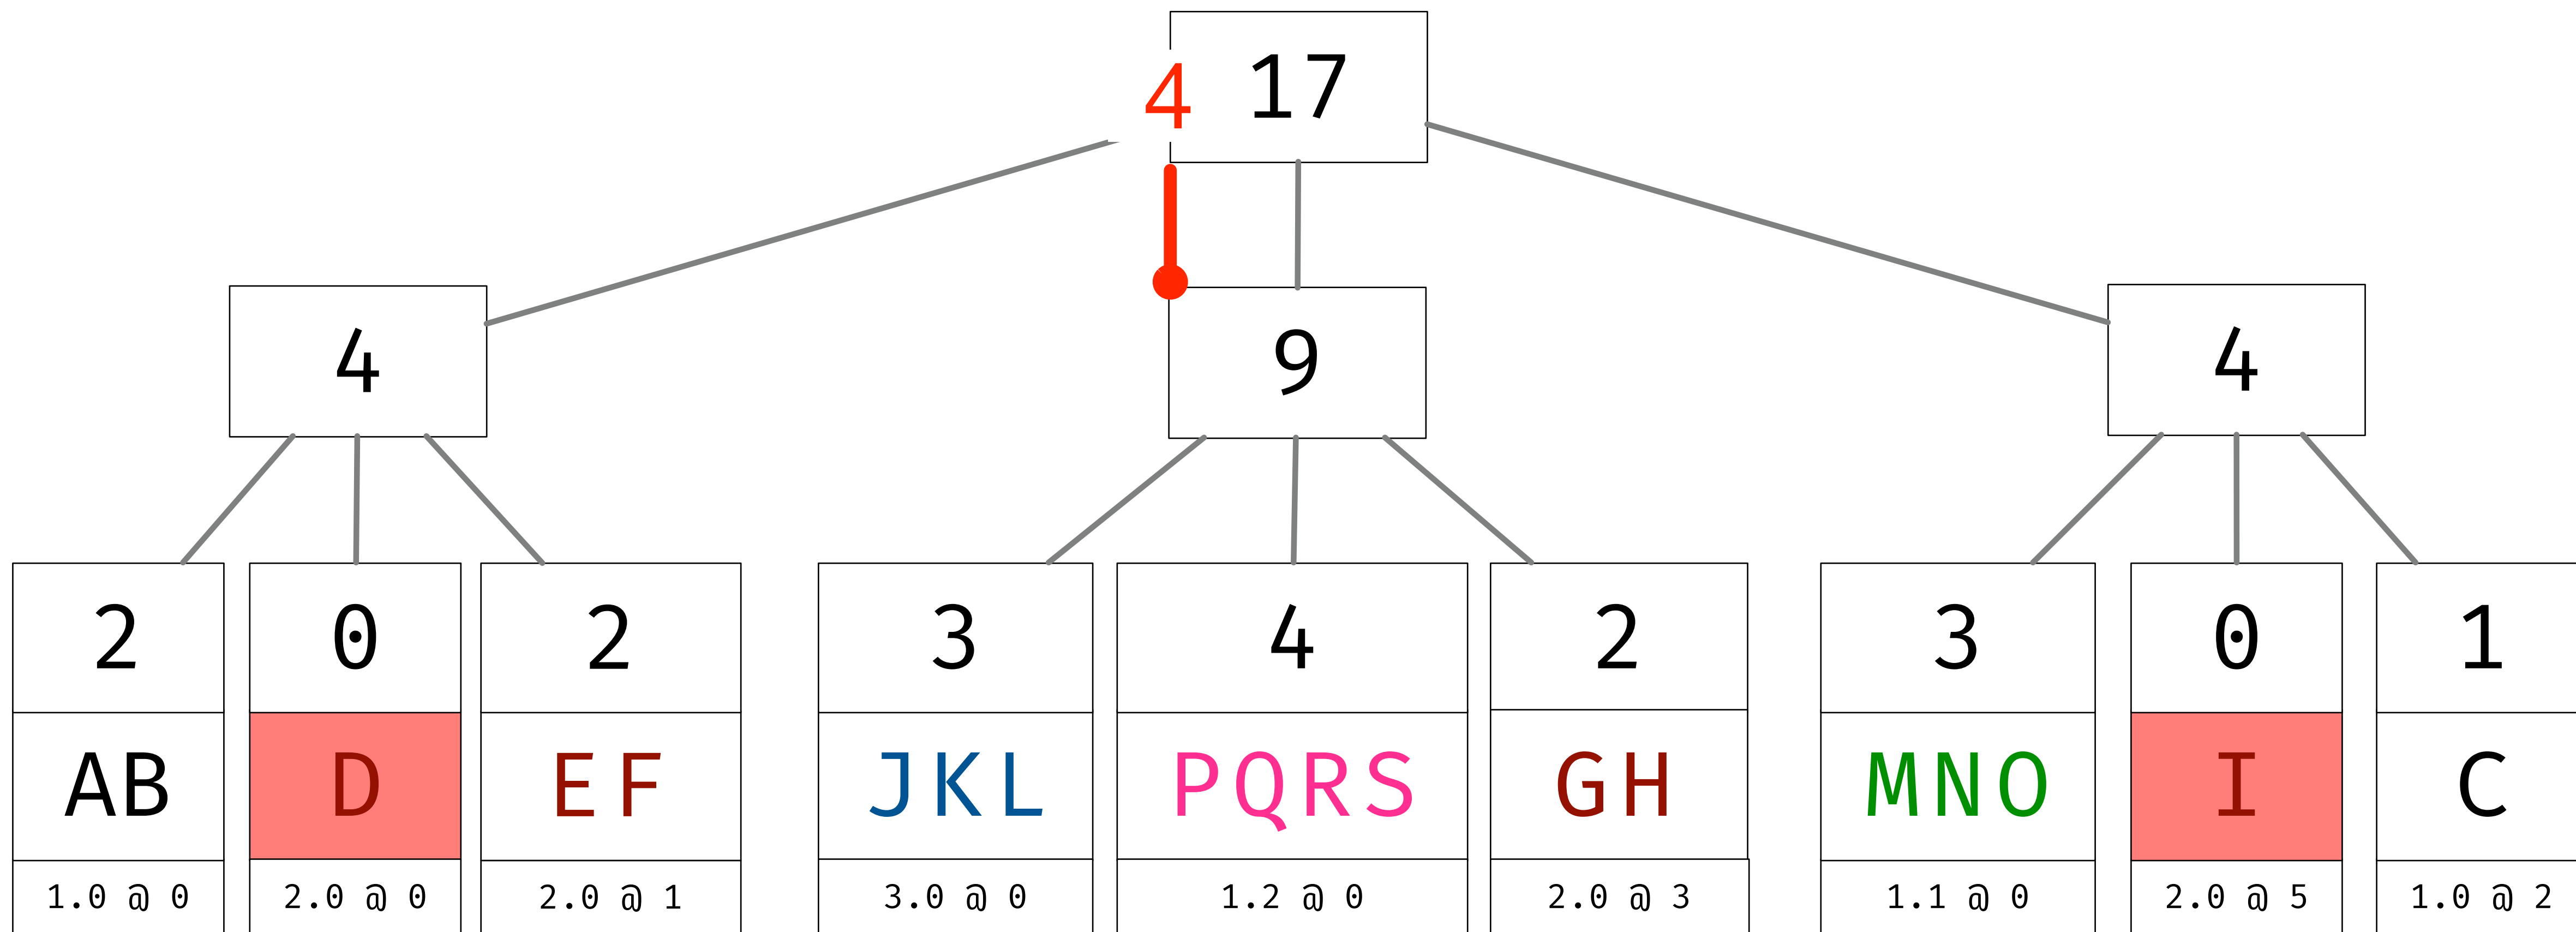 4 17
4 9 4
2 0 2 3 4 2 3 0 1
AB D EF JKL PQRS GH MNO I C
1.0 @ 0 2.0 @ 0 2.0 @ 1 3.0 @ 0 1.2 @ 0 2.0 @ 3 1.1 @ 0 2.0 @ 5 1.0 @ 2